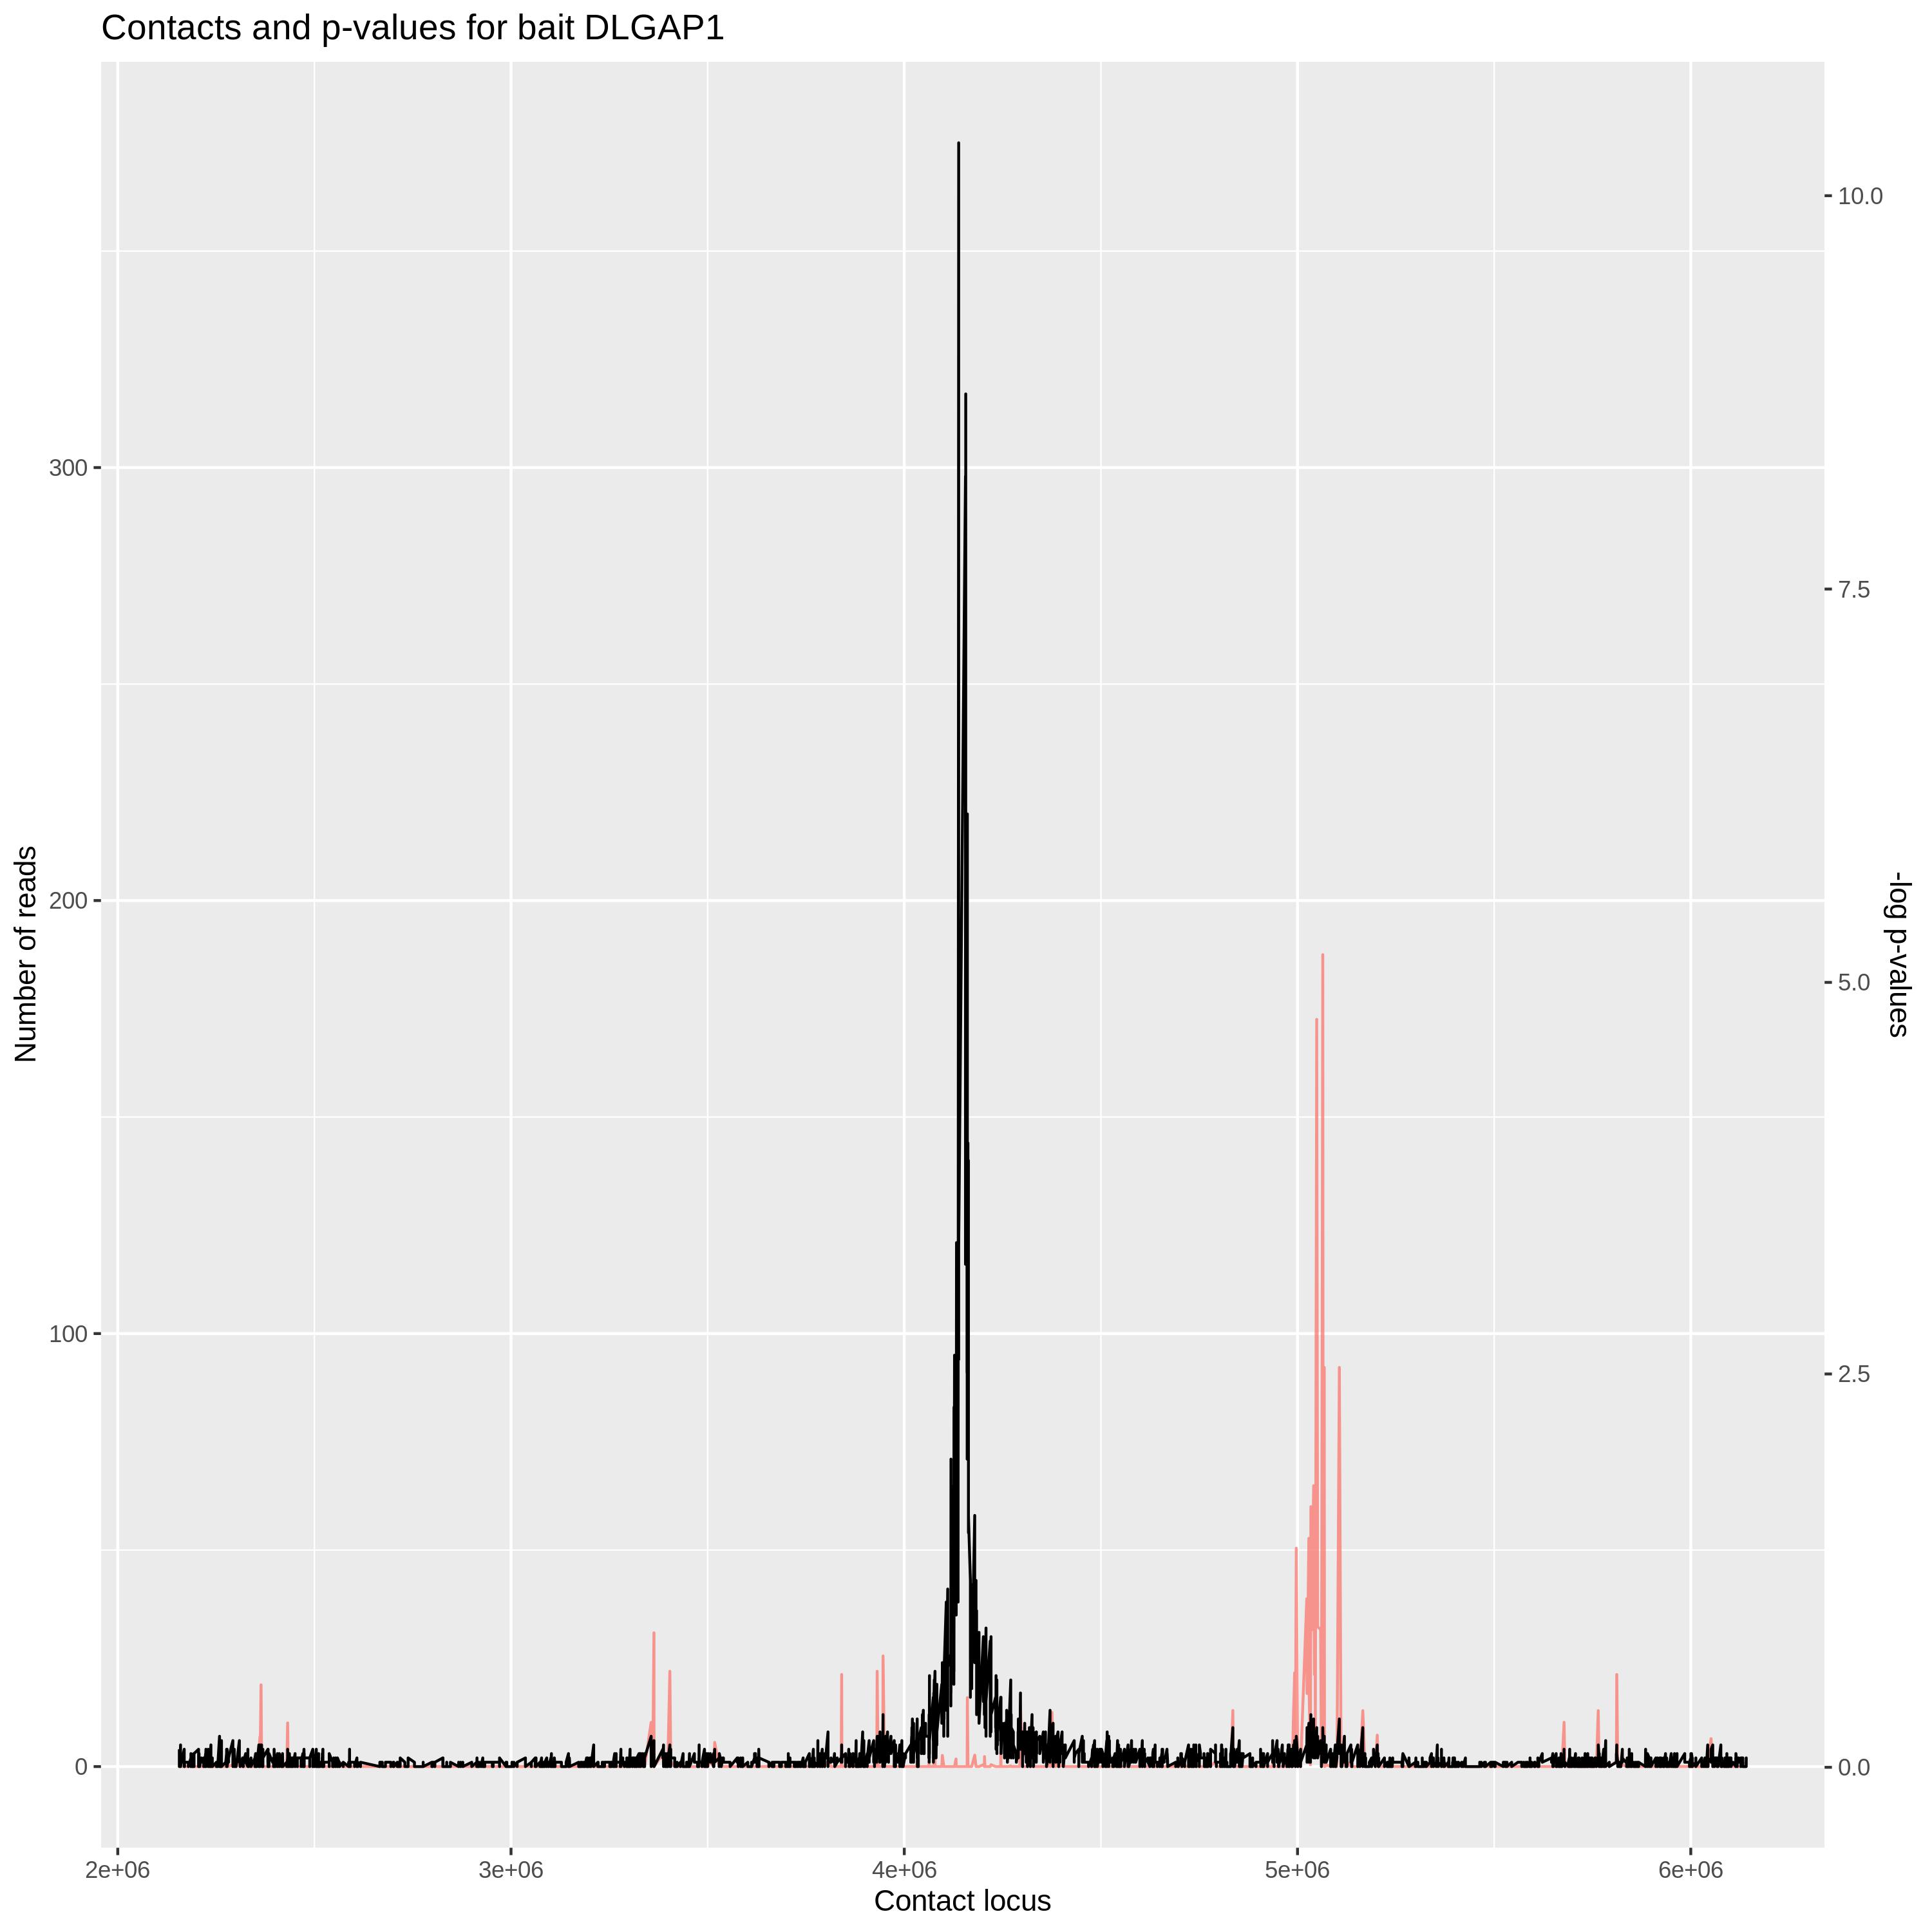 Contacts and p-values for bait DLGAP1
10.0
7.5
5.0
2.5
0.0
-log p-values
300
200
100
0
Number of reads
2e+06 3e+06 4e+06 5e+06 6e+06
Contact locus